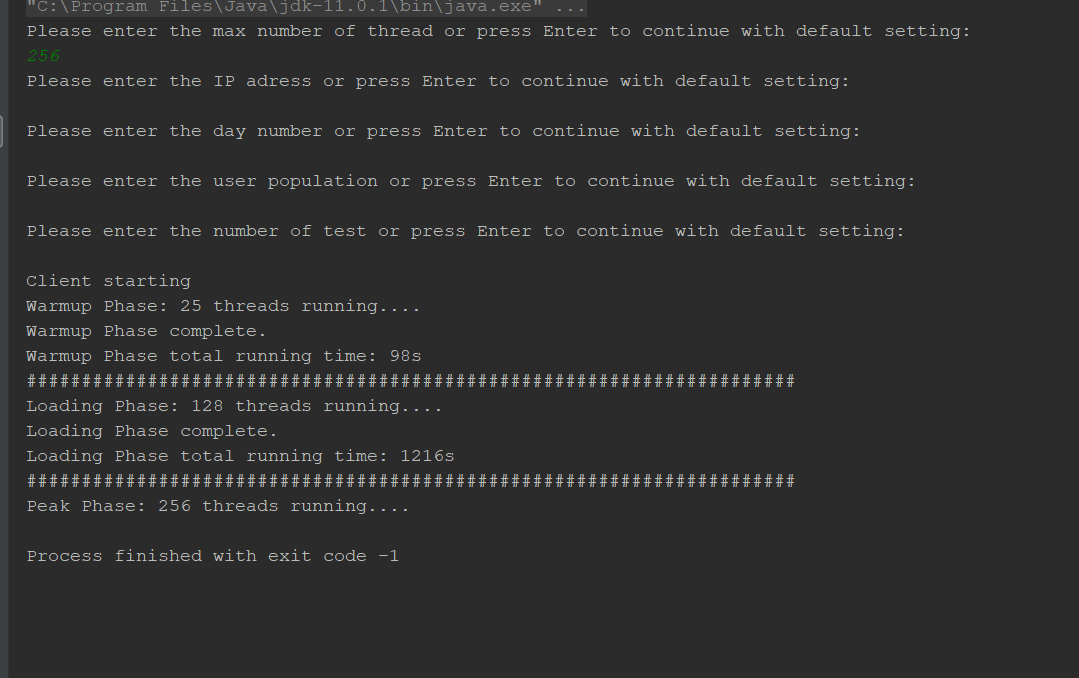 "C:\Program Files\Java\jdk-11.0.1\bin\java.exe" ...
Please enter the max number of thread or press Enter to continue with default setting:
256
Please enter the IP adress or press Enter to continue with default setting:
Please enter the day number or press Enter to continue with default setting:
Please enter the user population or press Enter to continue with default setting:
Please enter the number of test or press Enter to continue with default setting:
Client starting
Warmup Phase: 25 threads running....
Warmup Phase complete.
Warmup Phase total running time: 98s
######################################################################
Loading Phase: 128 threads running....
Loading Phase complete.
Loading Phase total running time: 1216s
######################################################################
Peak Phase: 256 threads running....
Process finished with exit code -1